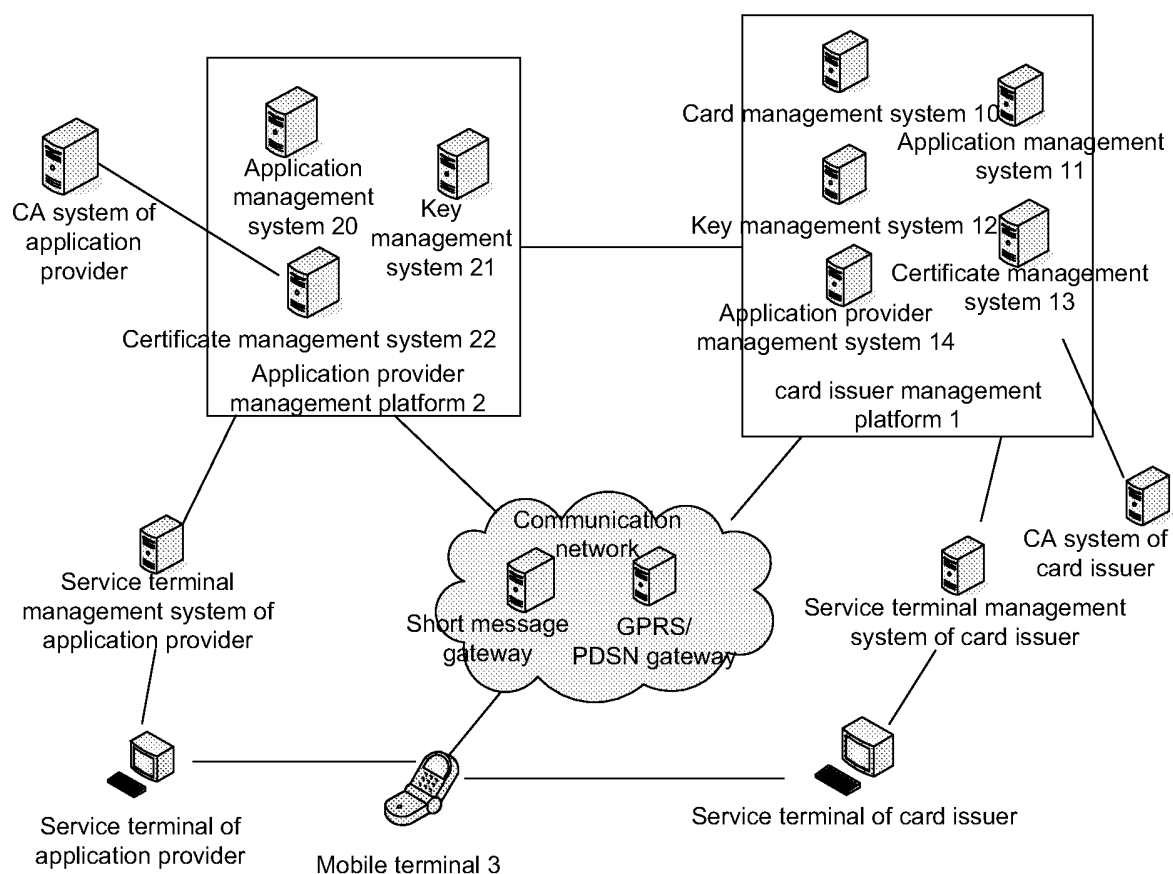 CA system of
application
provider
Application
management
system 20
Key
management
system 21
Certificate management system 22
Application provider
management platform 2
Card management system 10
Application management
system 11
Key management system 12
Certificate management
system 13
Application provider
management system 14
card issuer management
platform 1
Communication
network
Short message
gateway
GPRS/
PDSN gateway
Service terminal
management system of
application provider
CA system of
card issuer
Service terminal management
system of card issuer
Service terminal of
application provider
Mobile terminal 3
Service terminal of card issuer